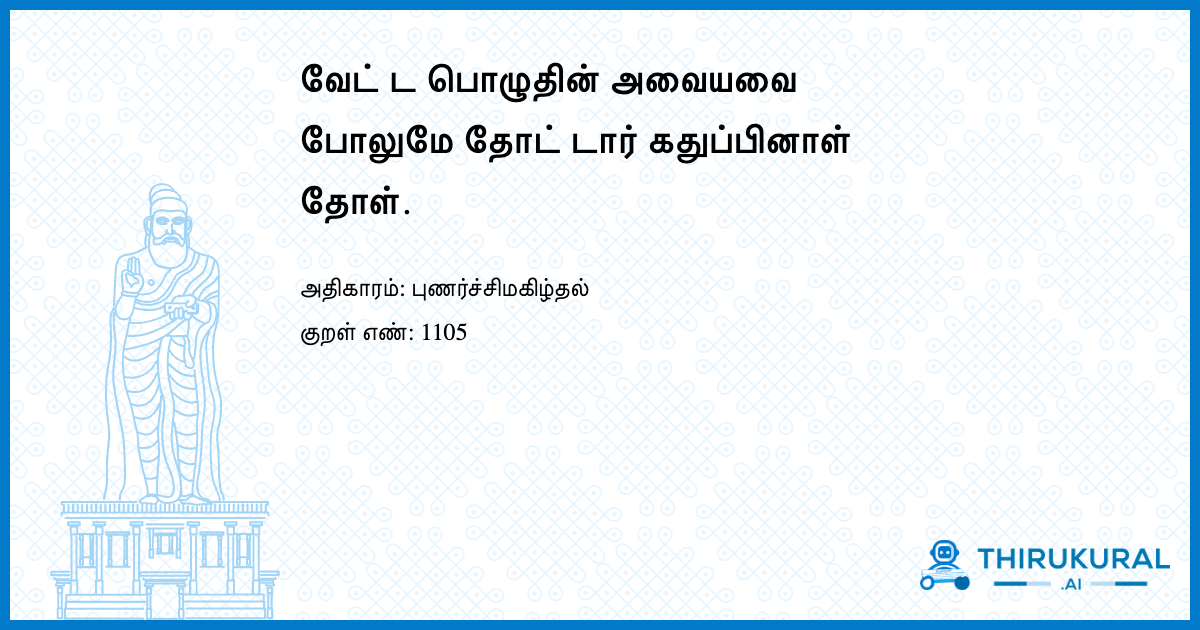 வேட் ட பொழுதின் அவையவை
போலுமே தோட் டார் கதுப்பினாள்
தோள்.
அதிகாரம்: புணர்ச்சிமகிழ்தல்
குறள் எண்: 1105
THIRUKURAL
.AI